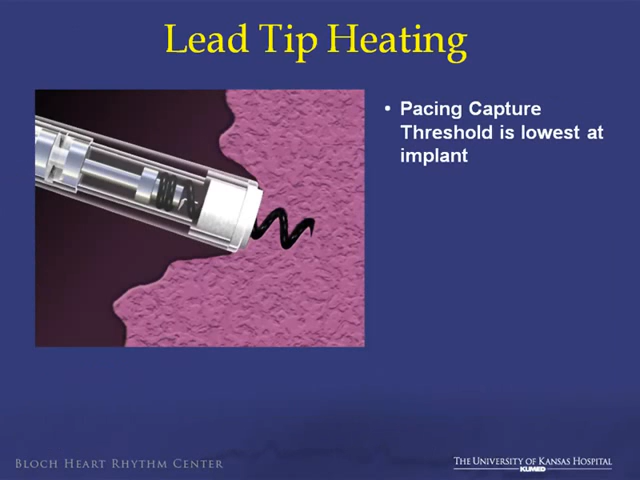 Lead Tip Heating
• Pacing Capture
Threshold is lowest at
implant
BLOCH HEART RHYTHM CENTER
THE UNIVERSITY OF KANSAS HOSPITAL
KUMED